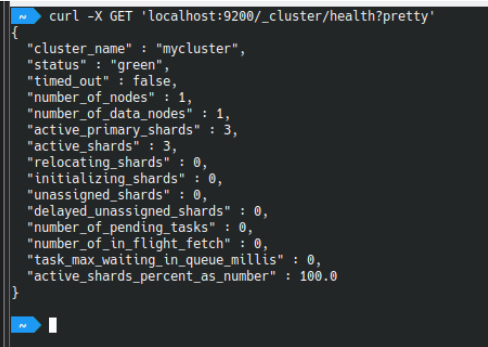 ~ curl -X GET 'localhost:9200/_cluster/health?pretty'
{
  "cluster_name" : "mycluster",
  "status" : "green",
  "timed_out" : false,
  "number_of_nodes" : 1,
  "number_of_data_nodes" : 1,
  "active_primary_shards" : 3,
  "active_shards" : 3,
  "relocating_shards" : 0,
  "initializing_shards" : 0,
  "unassigned_shards" : 0,
  "delayed_unassigned_shards" : 0,
  "number_of_pending_tasks" : 0,
  "number_of_in_flight_fetch" : 0,
  "task_max_waiting_in_queue_millis" : 0,
  "active_shards_percent_as_number" : 100.0
}
~